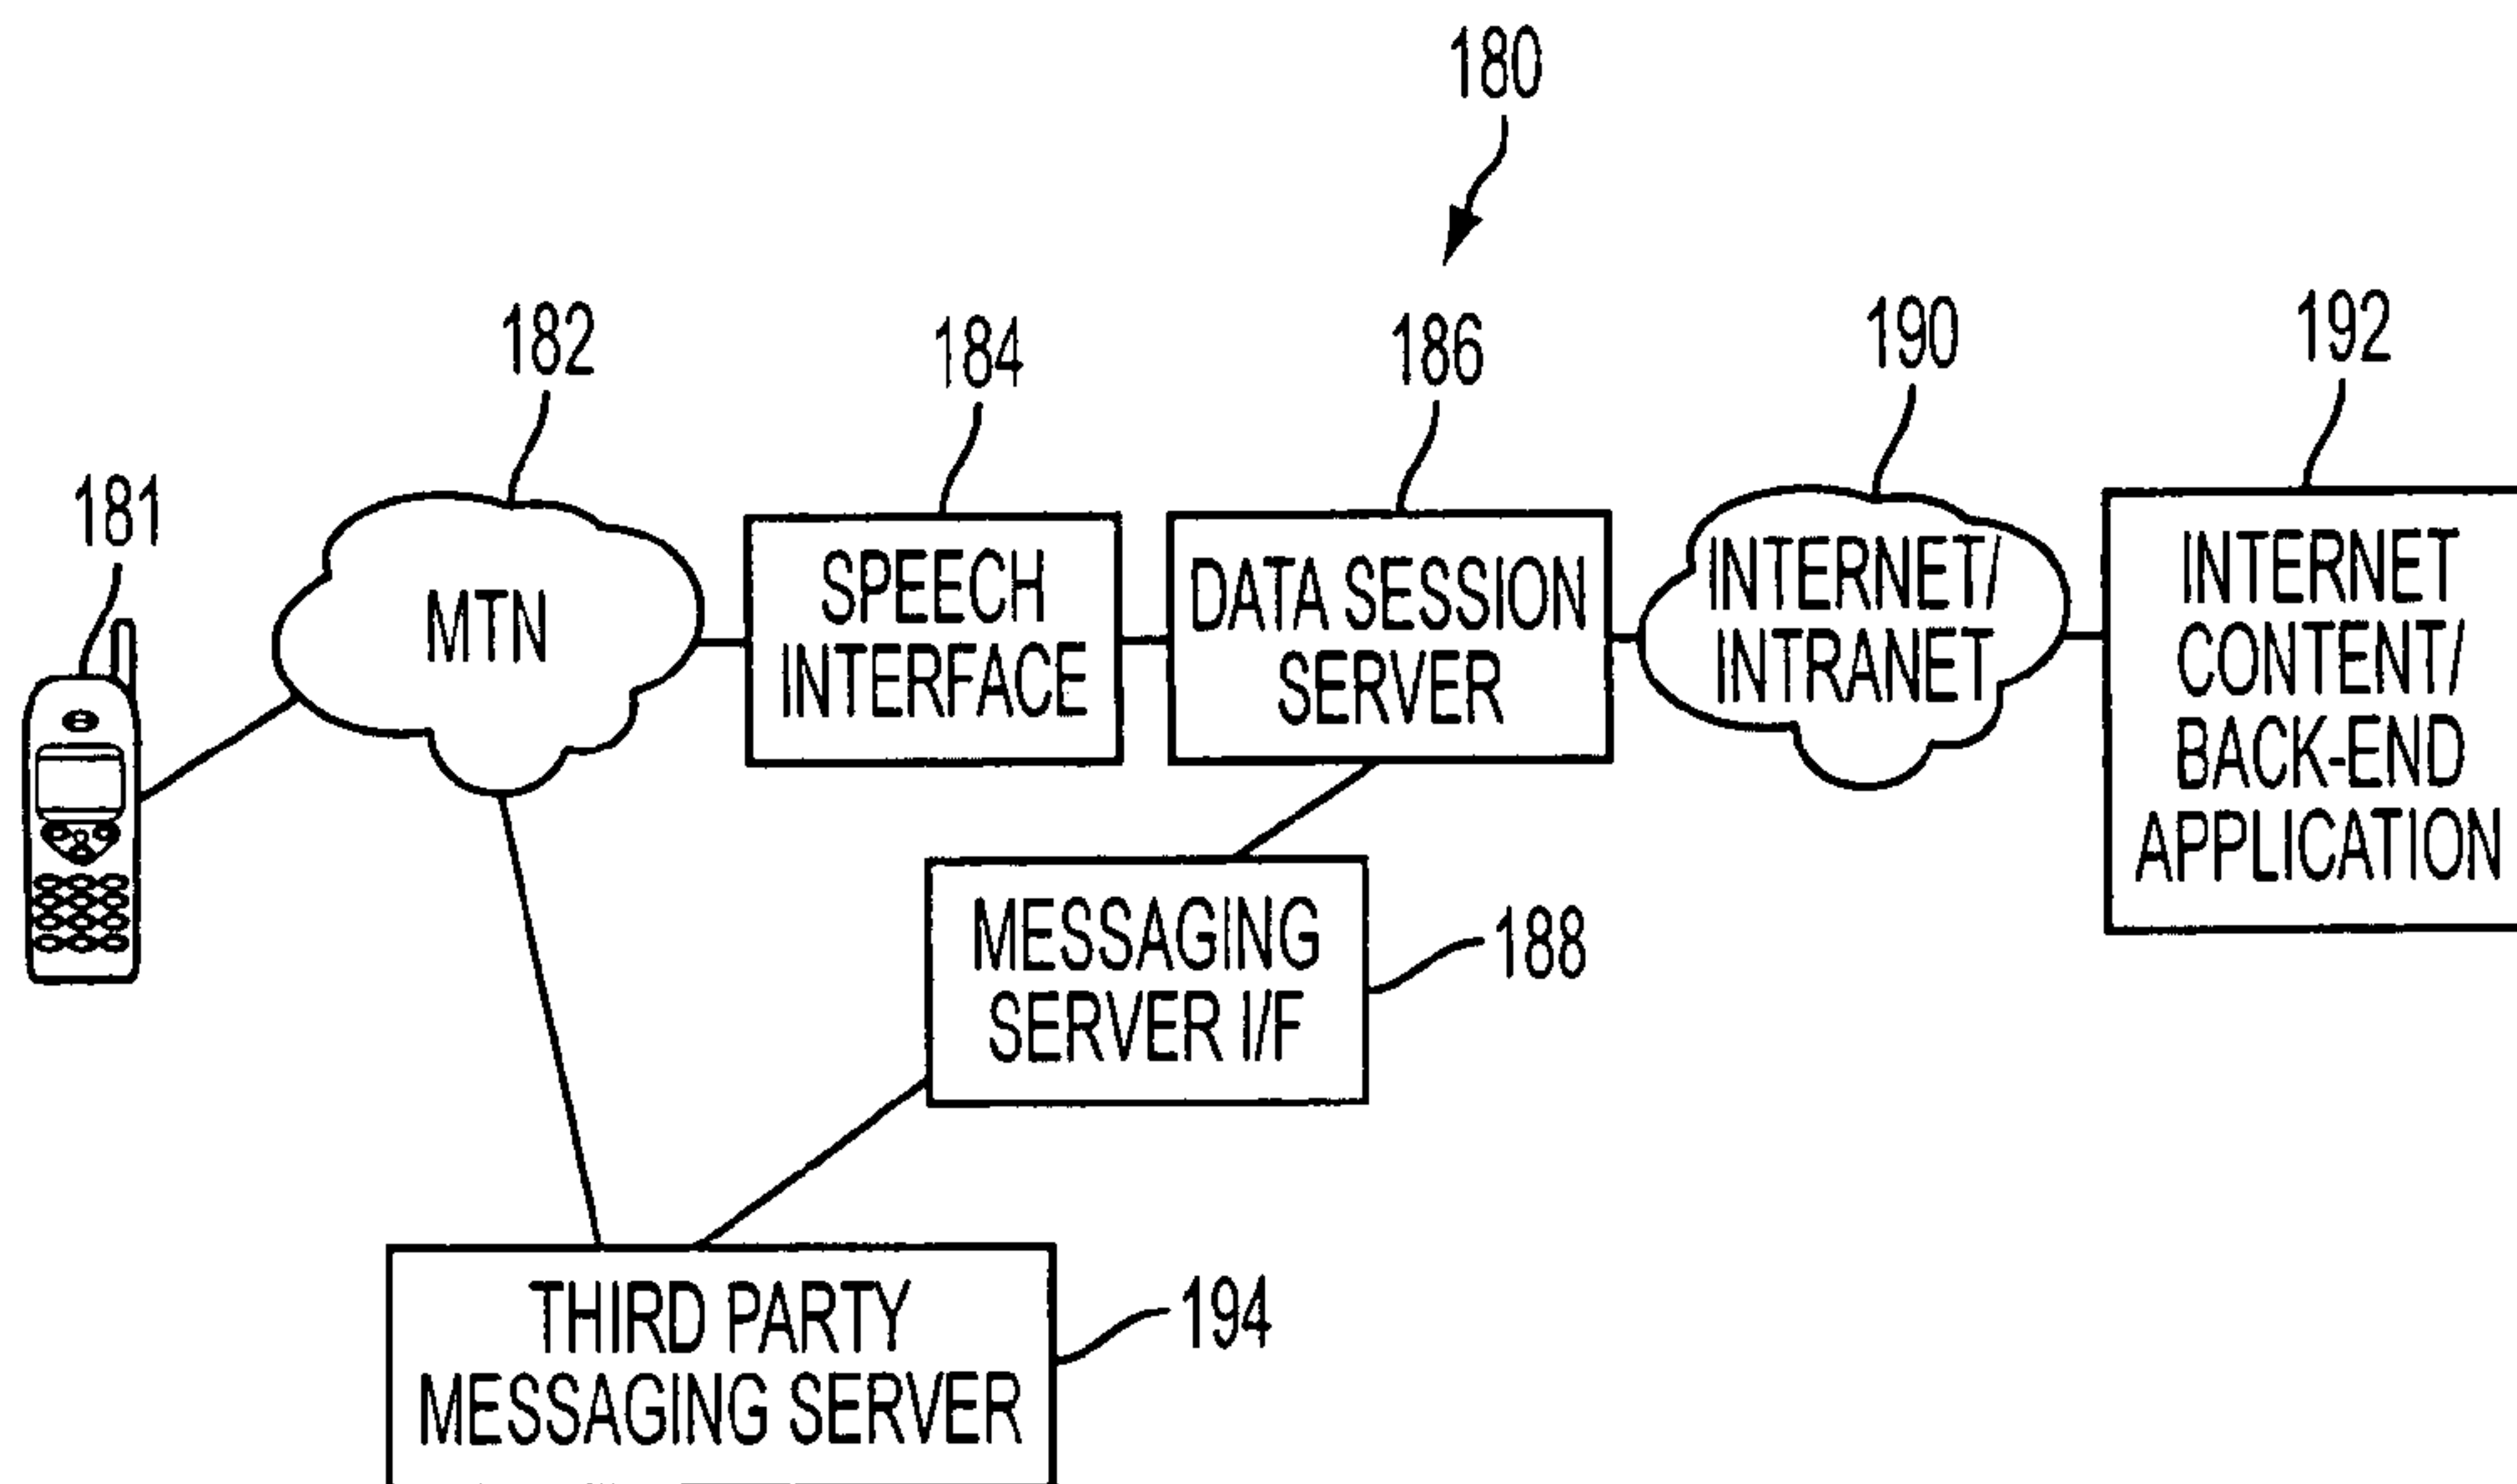 180
182
184
186
190
192
181
MTN
SPEECH
INTERFACE
DATA SESSION
SERVER
INTERNET/
INTRANET
INTERNET
CONTENT/
BACK-END
APPLICATION
MESSAGING
SERVER I/F
188
THIRD PARTY
MESSAGING SERVER
194